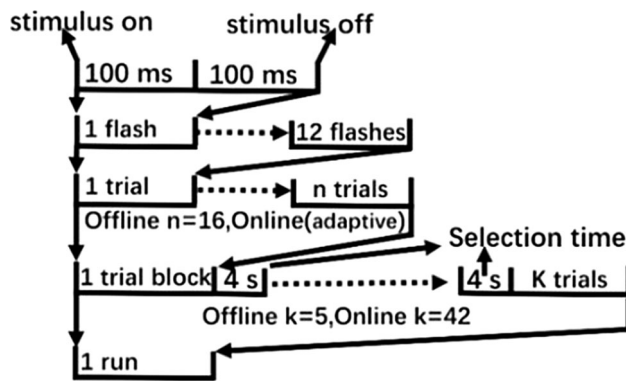 stimulus on
stimulus off
100 ms 100 ms
1 flash 12 flashes
1 trial n trials
Offline n=16,Online(adaptive)
Selection time
1 trial block 4 s 4 s K trials
Offline k=5,Online k=42
1 run